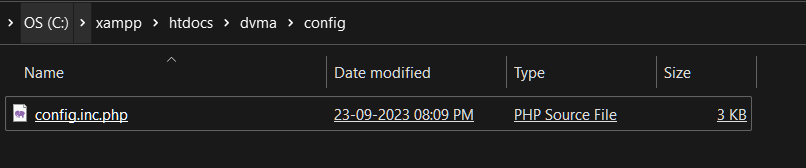 OS (C:) xampp htdocs dvma config
Name Date modified Type Size
config.inc.php 23-09-2023 08:09 PM PHP Source File 3 KB